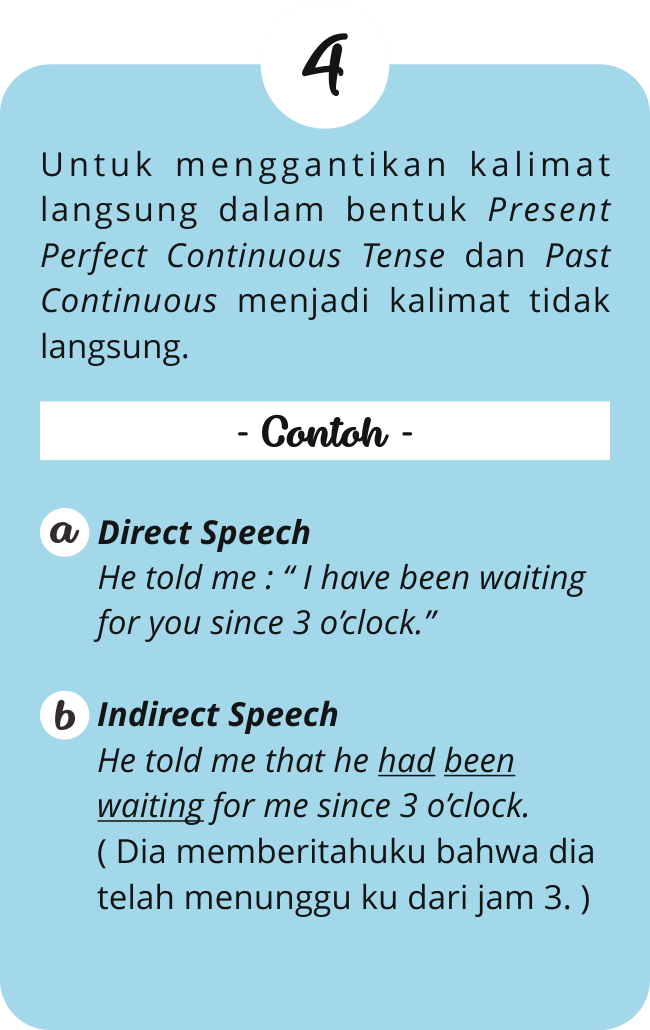 4
Untuk menggantikan kalimat
langsung dalam bentuk Present
Perfect Continuous Tense dan Past
Continuous menjadi kalimat tidak
langsung.
- Contoh -
a Direct Speech
He told me : “ I have been waiting
for you since 3 o’clock.”
b Indirect Speech
He told me that he had been
waiting for me since 3 o’clock.
( Dia memberitahuku bahwa dia
telah menunggu ku dari jam 3. )